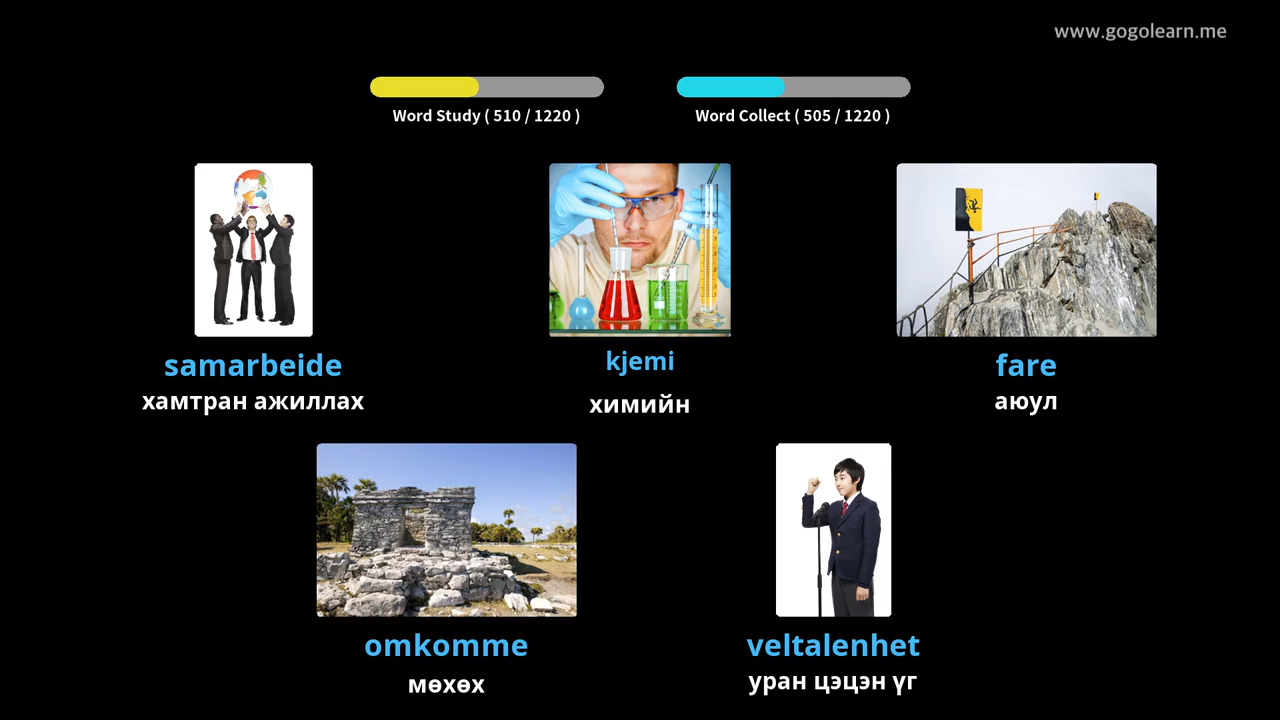 www.gogolearn.me
Word Study ( 510 / 1220 )
Word Collect ( 505 / 1220 )
samarbeide
хамтран ажиллах
kjemi
химийн
fare
аюул
omkomme
мөхөх
veltalenhet
уран цэцэн үг